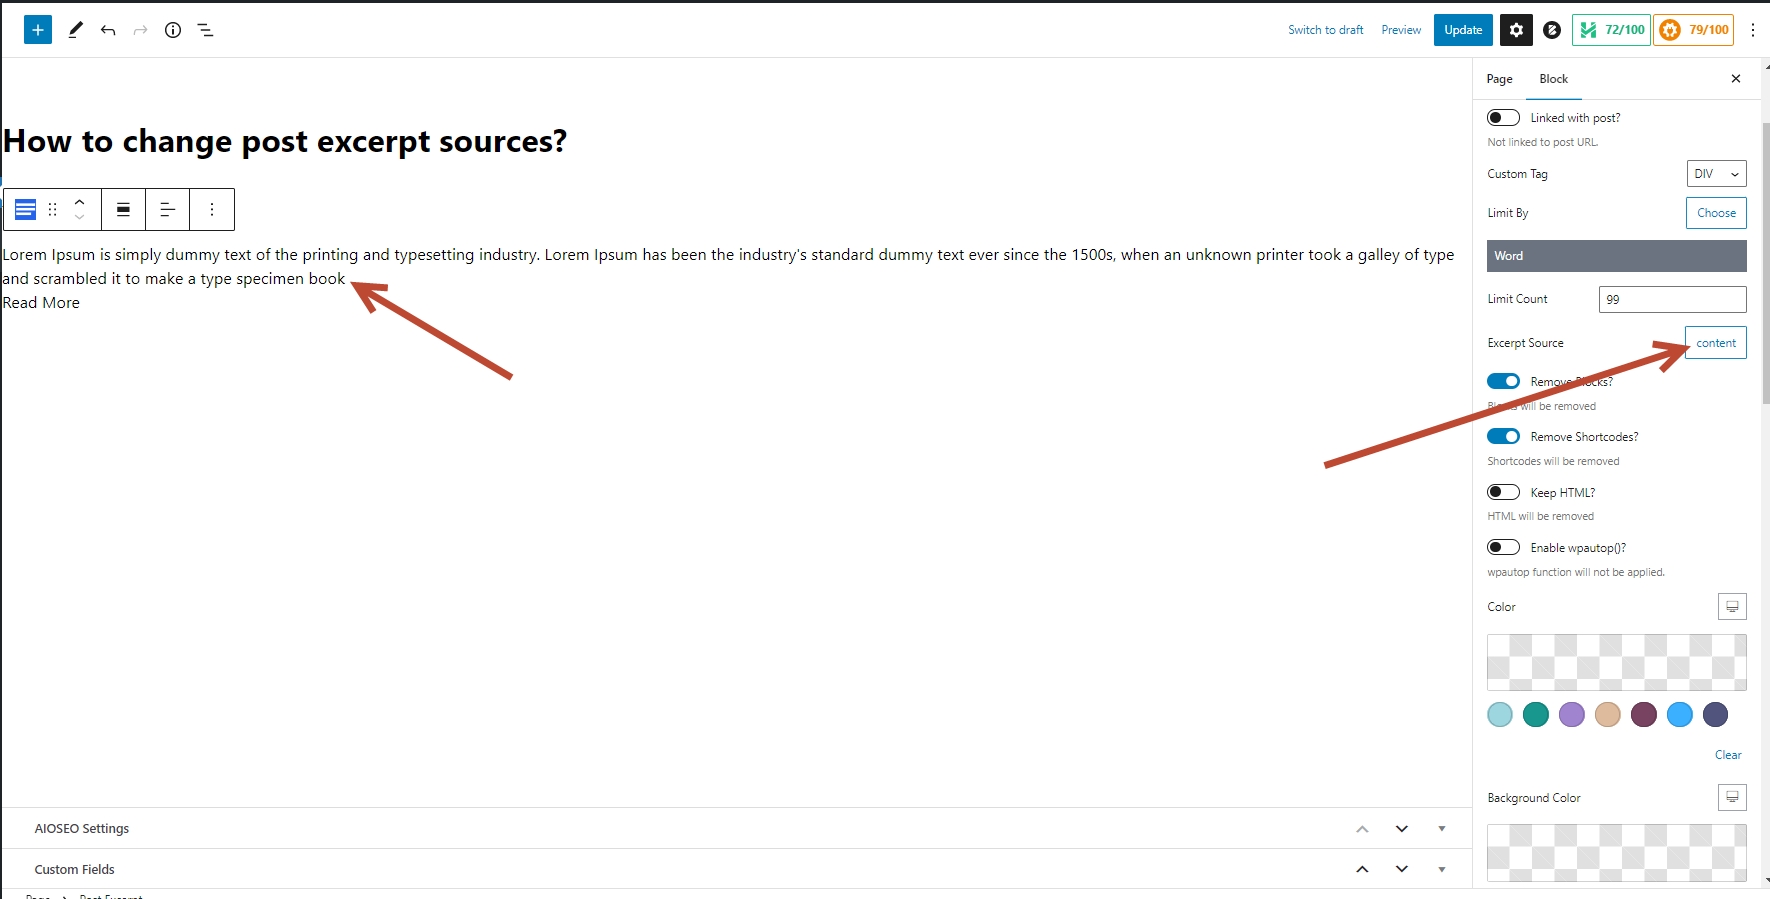 Switch to draft Preview Update 72/100 79/100
Page Block
How to change post excerpt sources?
Lorem Ipsum is simply dummy text of the printing and typesetting industry. Lorem Ipsum has been the industry's standard dummy text ever since the 1500s, when an unknown printer took a galley of type
and scrambled it to make a type specimen book
Read More
Linked with post?
Not linked to post URL.
Custom Tag DIV
Limit By Choose
Word
Limit Count 99
Excerpt Source content
Remove Blocks?
Blocks will be removed
Remove Shortcodes?
Shortcodes will be removed
Keep HTML?
HTML will be removed
Enable wpautop()?
wpautop function will not be applied.
Color
Clear
Background Color
AIOSEO Settings
Custom Fields
Page Post Excerpt